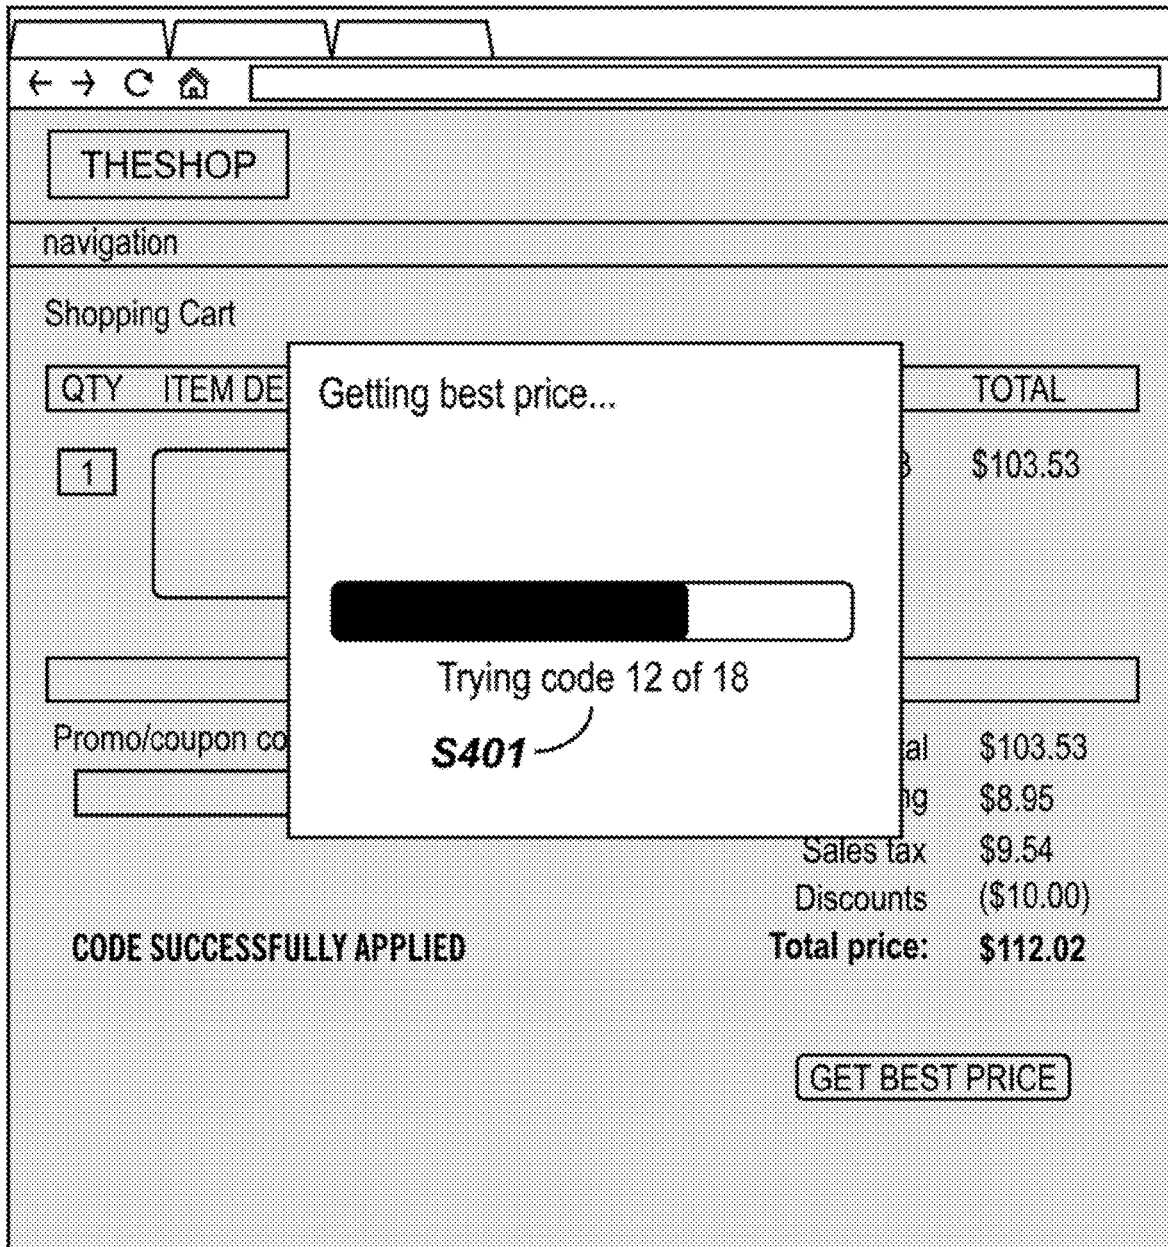 THESHOP
navigation
Shopping Cart
QTY ITEM DE TOTAL
Getting best price...
1 $103.53
Trying code 12 of 18
S401
Promo/coupon co
al $103.53
ng $8.95
Sales tax $9.54
Discounts ($10.00)
CODE SUCCESSFULLY APPLIED Total price: $112.02
GET BEST PRICE